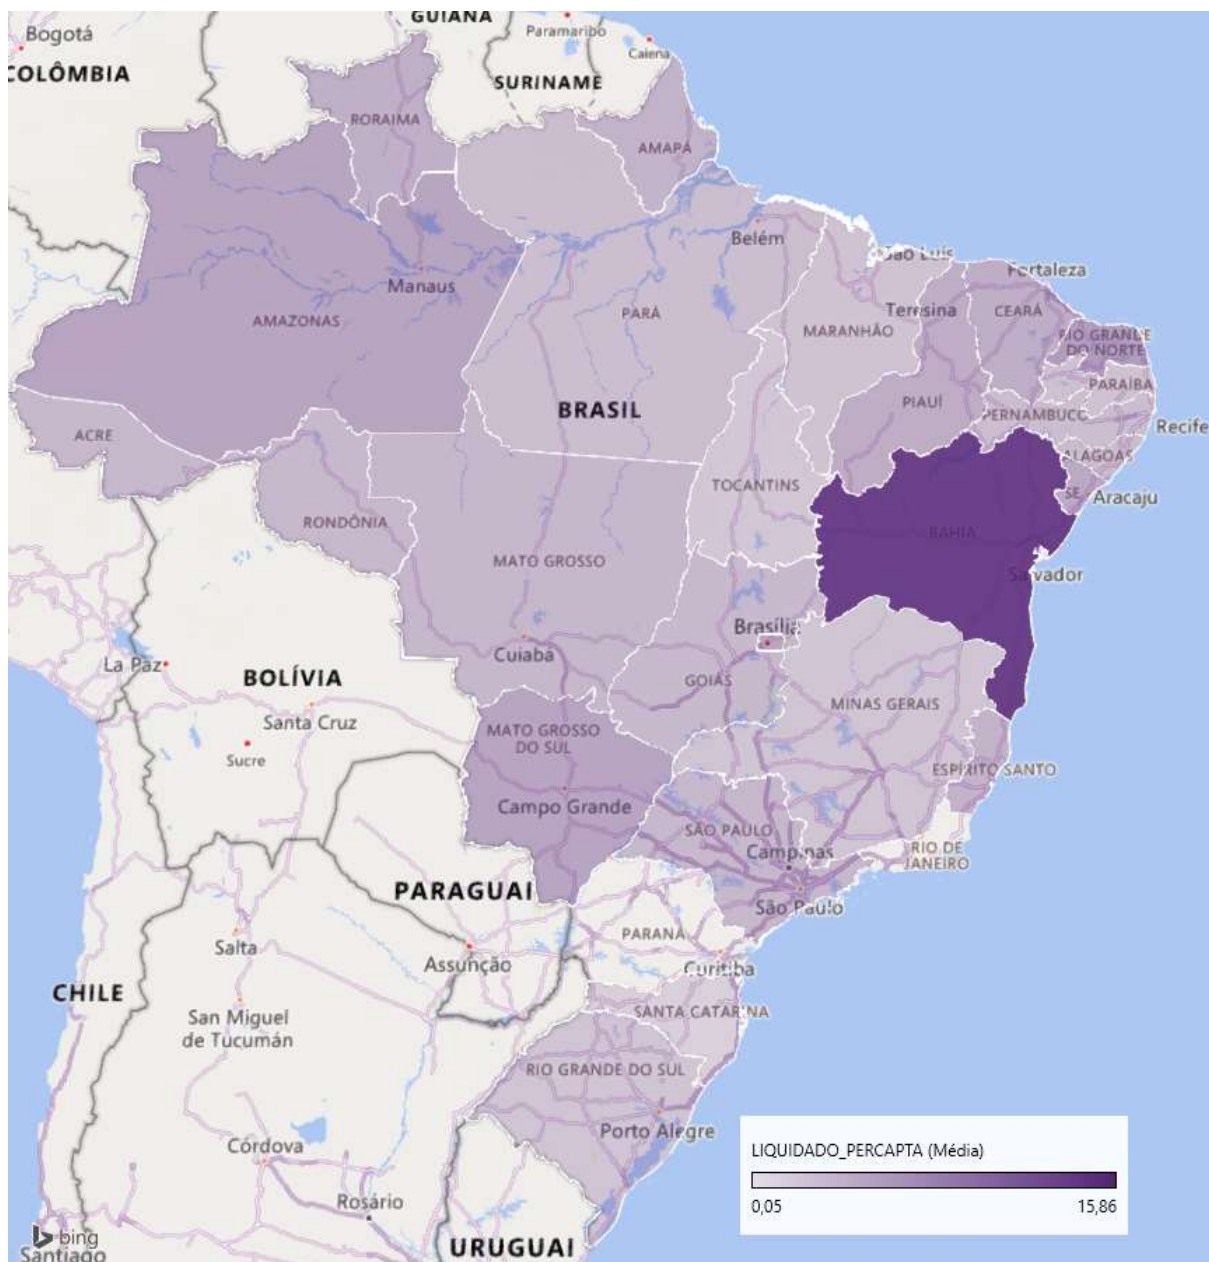 GUIANA
Bogotá
Paramaribo
Caiena
COLÔMBIA
SURINAME
RORAIMA
AMAPÁ
Belém
São Luís
Fortaleza
Manaus
AMAZONAS
PARÁ
MARANHÃO
Teresina
CEARÁ
RIO GRANDE
DO NORTE
PARAÍBA
BRASIL
PIAUÍ
PERNAMBUCO
Recife
ACRE
ALAGOAS
TOCANTINS
SE
Aracaju
RONDÔNIA
BAHIA
MATO GROSSO
Salvador
Brasília
Cuiabá
La Paz
BOLÍVIA
GOIÁS
MINAS GERAIS
Santa Cruz
MATO GROSSO
DO SUL
Sucre
ESPÍRITO SANTO
Campo Grande
SÃO PAULO
Campinas
RIO DE
JANEIRO
PARAGUAI
São Paulo
PARANÁ
Salta
Assunção
Curitiba
CHILE
SANTA CATARINA
San Miguel
de Tucumán
RIO GRANDE DO SUL
Porto Alegre
Córdova
LIQUIDADO_PERCAPTA (Média)
0,05 15,86
Rosário
bing
Santiago
URUGUAI